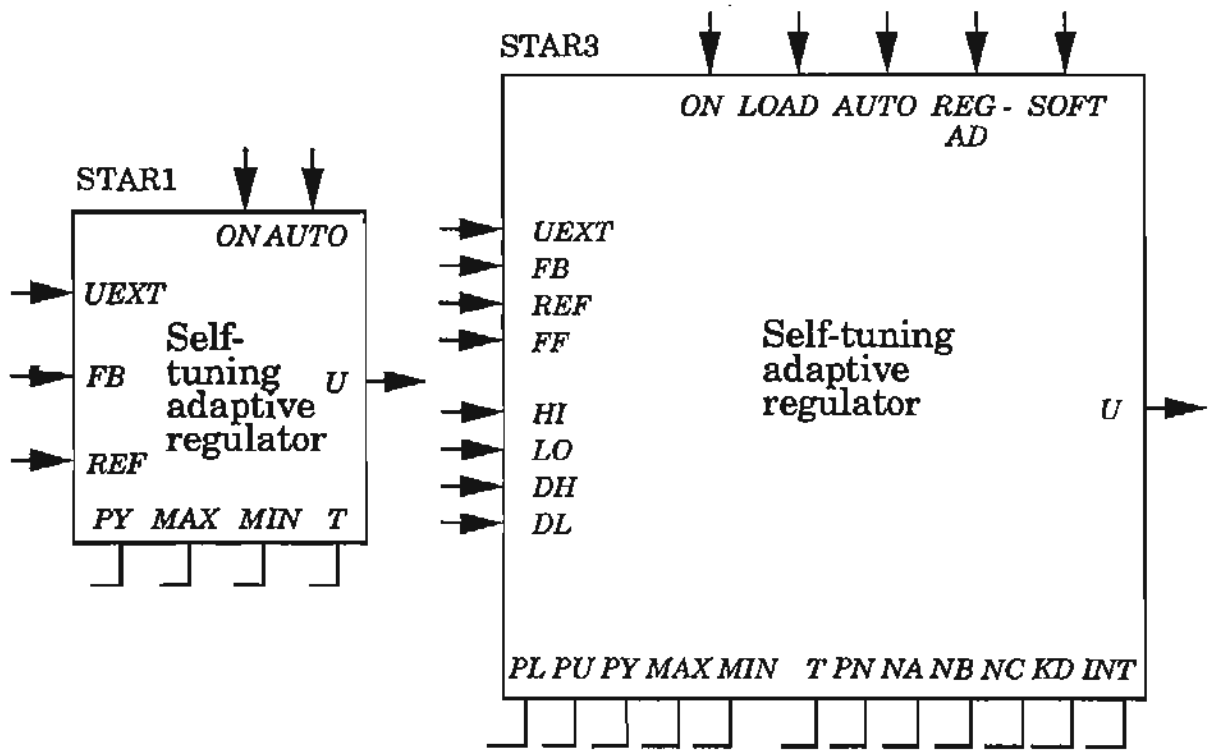 STAR1
ON AUTO
UEXT
Self-
tuning
adaptive
regulator
FB
U
REF
PY MAX MIN T
STAR3
ON LOAD AUTO REG - SOFT
AD
UEXT
FB
REF
FF
HI
LO
DH
DL
Self-tuning
adaptive
regulator
U
PL PU PY MAX MIN T PN NA NB NC KD INT